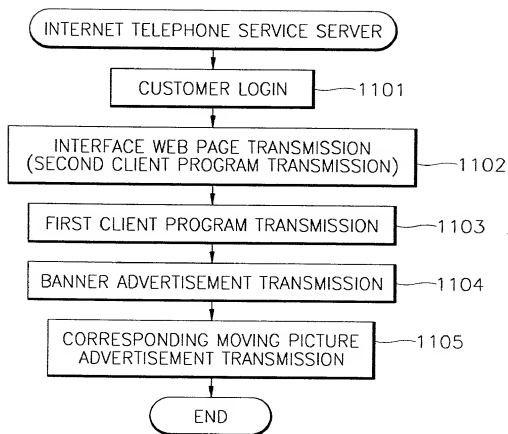 INTERNET TELEPHONE SERVICE SERVER
CUSTOMER LOGIN
1101
INTERFACE WEB PAGE TRANSMISSION
(SECOND CLIENT PROGRAM TRANSMISSION)
1102
FIRST CLIENT PROGRAM TRANSMISSION
1103
BANNER ADVERTISEMENT TRANSMISSION
1104
CORRESPONDING MOVING PICTURE
ADVERTISEMENT TRANSMISSION
1105
END